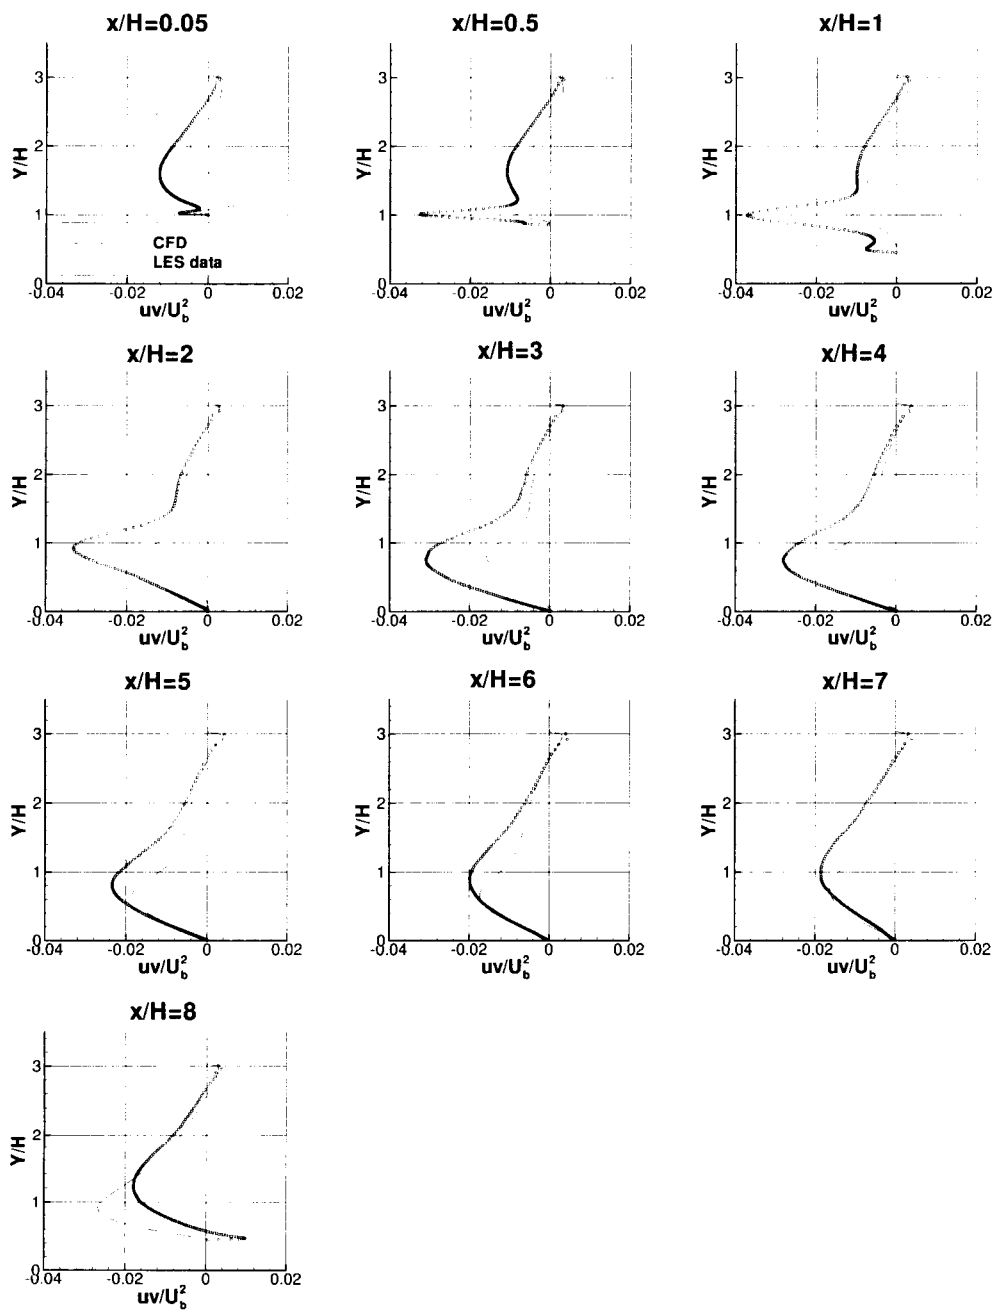 x/H=0.05
x/H=0.5
x/H=1
3
2
1
0
Y/H
CFD
LES data
-0.04
-0.02
0
0.02
uv/U_b^2
3
2
1
0
Y/H
-0.04
-0.02
0
0.02
uv/U_b^2
3
2
1
0
Y/H
-0.04
-0.02
0
0.02
uv/U_b^2
x/H=2
x/H=3
x/H=4
3
2
1
0
Y/H
-0.04
-0.02
0
0.02
uv/U_b^2
3
2
1
0
Y/H
-0.04
-0.02
0
0.02
uv/U_b^2
3
2
1
0
Y/H
-0.04
-0.02
0
0.02
uv/U_b^2
x/H=5
x/H=6
x/H=7
3
2
1
0
Y/H
-0.04
-0.02
0
0.02
uv/U_b^2
3
2
1
0
Y/H
-0.04
-0.02
0
0.02
uv/U_b^2
3
2
1
0
Y/H
-0.04
-0.02
0
0.02
uv/U_b^2
x/H=8
3
2
1
0
Y/H
-0.04
-0.02
0
0.02
uv/U_b^2